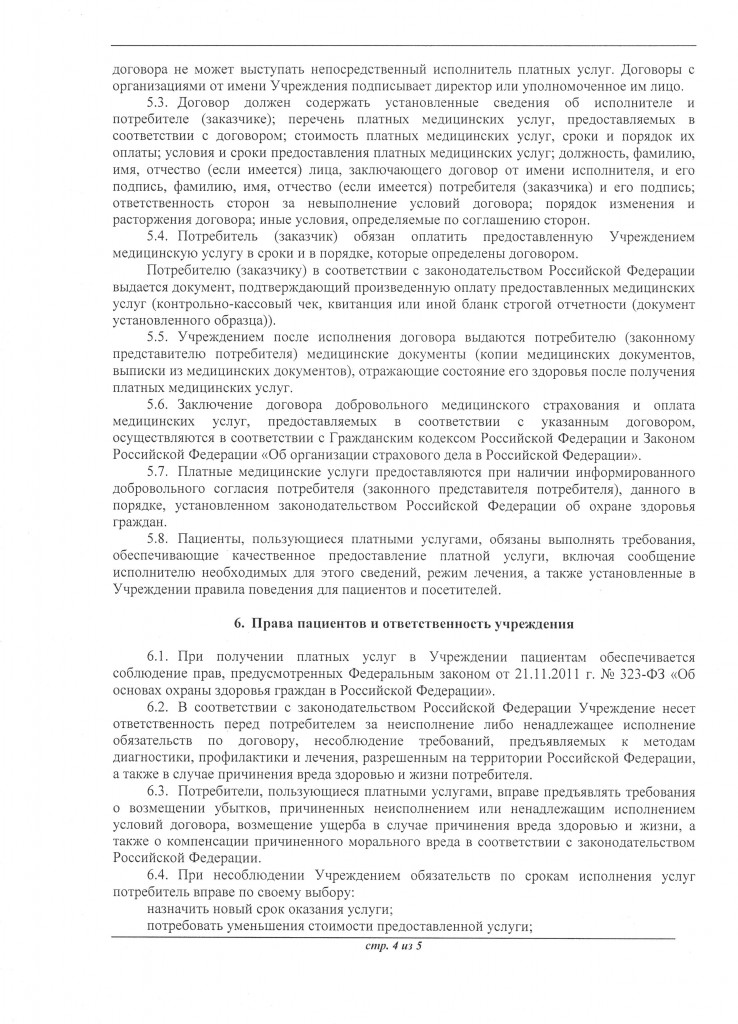 договора не может выступать непосредственный исполнитель платных услуг. Договоры с
организациями от имени Учреждения подписывает директор или уполномоченное им лицо.
5.3. Договор должен содержать установленные сведения об исполнителе и
потребителе (заказчике); перечень платных медицинских услуг, предоставляемых в
соответствии с договором; стоимость платных медицинских услуг, сроки и порядок их
оплаты; условия и сроки предоставления платных медицинских услуг; должность, фамилию,
имя, отчество (если имеется) лица, заключающего договор от имени исполнителя, и его
подпись, фамилию, имя, отчество (если имеется) потребителя (заказчика) и его подпись;
ответственность сторон за невыполнение условий договора; порядок изменения и
расторжения договора; иные условия, определяемые по соглашению сторон.
5.4. Потребитель (заказчик) обязан оплатить предоставленную Учреждением
медицинскую услугу в сроки и в порядке, которые определены договором.
Потребителю (заказчику) в соответствии с законодательством Российской Федерации
выдается документ, подтверждающий произведенную оплату предоставленных медицинских
услуг (контрольно-кассовый чек, квитанция или иной бланк строгой отчетности (документ
установленного образца)).
5.5. Учреждением после исполнения договора выдаются потребителю (законному
представителю потребителя) медицинские документы (копии медицинских документов,
выписки из медицинских документов), отражающие состояние его здоровья после получения
платных медицинских услуг.
5.6. Заключение договора добровольного медицинского страхования и оплата
медицинских услуг, предоставляемых в соответствии с указанным договором,
осуществляются в соответствии с Гражданским кодексом Российской Федерации и Законом
Российской Федерации «Об организации страхового дела в Российской Федерации».
5.7. Платные медицинские услуги предоставляются при наличии информированного
добровольного согласия потребителя (законного представителя потребителя), данного в
порядке, установленном законодательством Российской Федерации об охране здоровья
граждан.
5.8. Пациенты, пользующиеся платными услугами, обязаны выполнять требования,
обеспечивающие качественное предоставление платной услуги, включая сообщение
исполнителю необходимых для этого сведений, режим лечения, а также установленные в
Учреждении правила поведения для пациентов и посетителей.
6. Права пациентов и ответственность учреждения
6.1. При получении платных услуг в Учреждении пациентам обеспечивается
соблюдение прав, предусмотренных Федеральным законом от 21.11.2011 г. № 323-ФЗ «Об
основах охраны здоровья граждан в Российской Федерации».
6.2. В соответствии с законодательством Российской Федерации Учреждение несет
ответственность перед потребителем за неисполнение либо ненадлежащее исполнение
обязательств по договору, несоблюдение требований, предъявляемых к методам
диагностики, профилактики и лечения, разрешенным на территории Российской Федерации,
а также в случае причинения вреда здоровью и жизни потребителя.
6.3. Потребители, пользующиеся платными услугами, вправе предъявлять требования
о возмещении убытков, причиненных неисполнением или ненадлежащим исполнением
условий договора, возмещение ущерба в случае причинения вреда здоровью и жизни, а
также о компенсации причиненного морального вреда в соответствии с законодательством
Российской Федерации.
6.4. При несоблюдении Учреждением обязательств по срокам исполнения услуг
потребитель вправе по своему выбору:
назначить новый срок оказания услуги;
потребовать уменьшения стоимости предоставленной услуги;
стр. 4 из 5